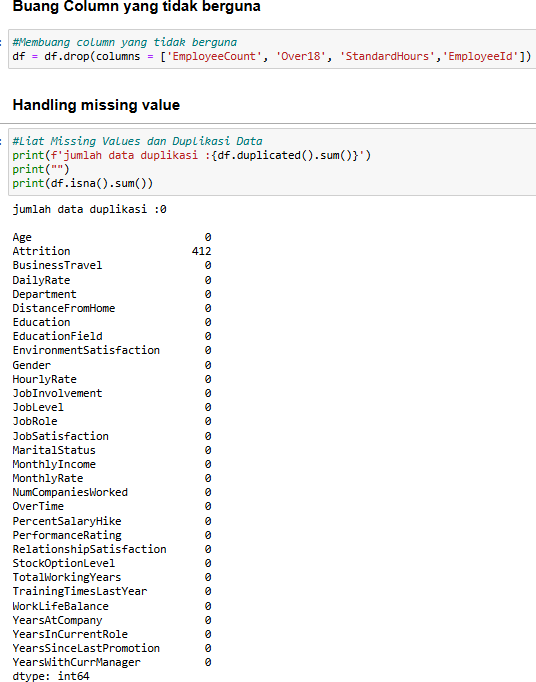 Buang Column yang tidak berguna
#Membuang column yang tidak berguna
df = df.drop(columns = ['EmployeeCount', 'Over18', 'StandardHours','EmployeeId'])
Handling missing value
#Liat Missing Values dan Duplikasi Data
print(f'jumlah data duplikasi :{df.duplicated().sum()}')
print("")
print(df.isna().sum())
jumlah data duplikasi :0
Age 0
Attrition 412
BusinessTravel 0
DailyRate 0
Department 0
DistanceFromHome 0
Education 0
EducationField 0
EnvironmentSatisfaction 0
Gender 0
HourlyRate 0
JobInvolvement 0
JobLevel 0
JobRole 0
JobSatisfaction 0
MaritalStatus 0
MonthlyIncome 0
MonthlyRate 0
NumCompaniesWorked 0
OverTime 0
PercentSalaryHike 0
PerformanceRating 0
RelationshipSatisfaction 0
StockOptionLevel 0
TotalWorkingYears 0
TrainingTimesLastYear 0
WorkLifeBalance 0
YearsAtCompany 0
YearsInCurrentRole 0
YearsSinceLastPromotion 0
YearsWithCurrManager 0
dtype: int64